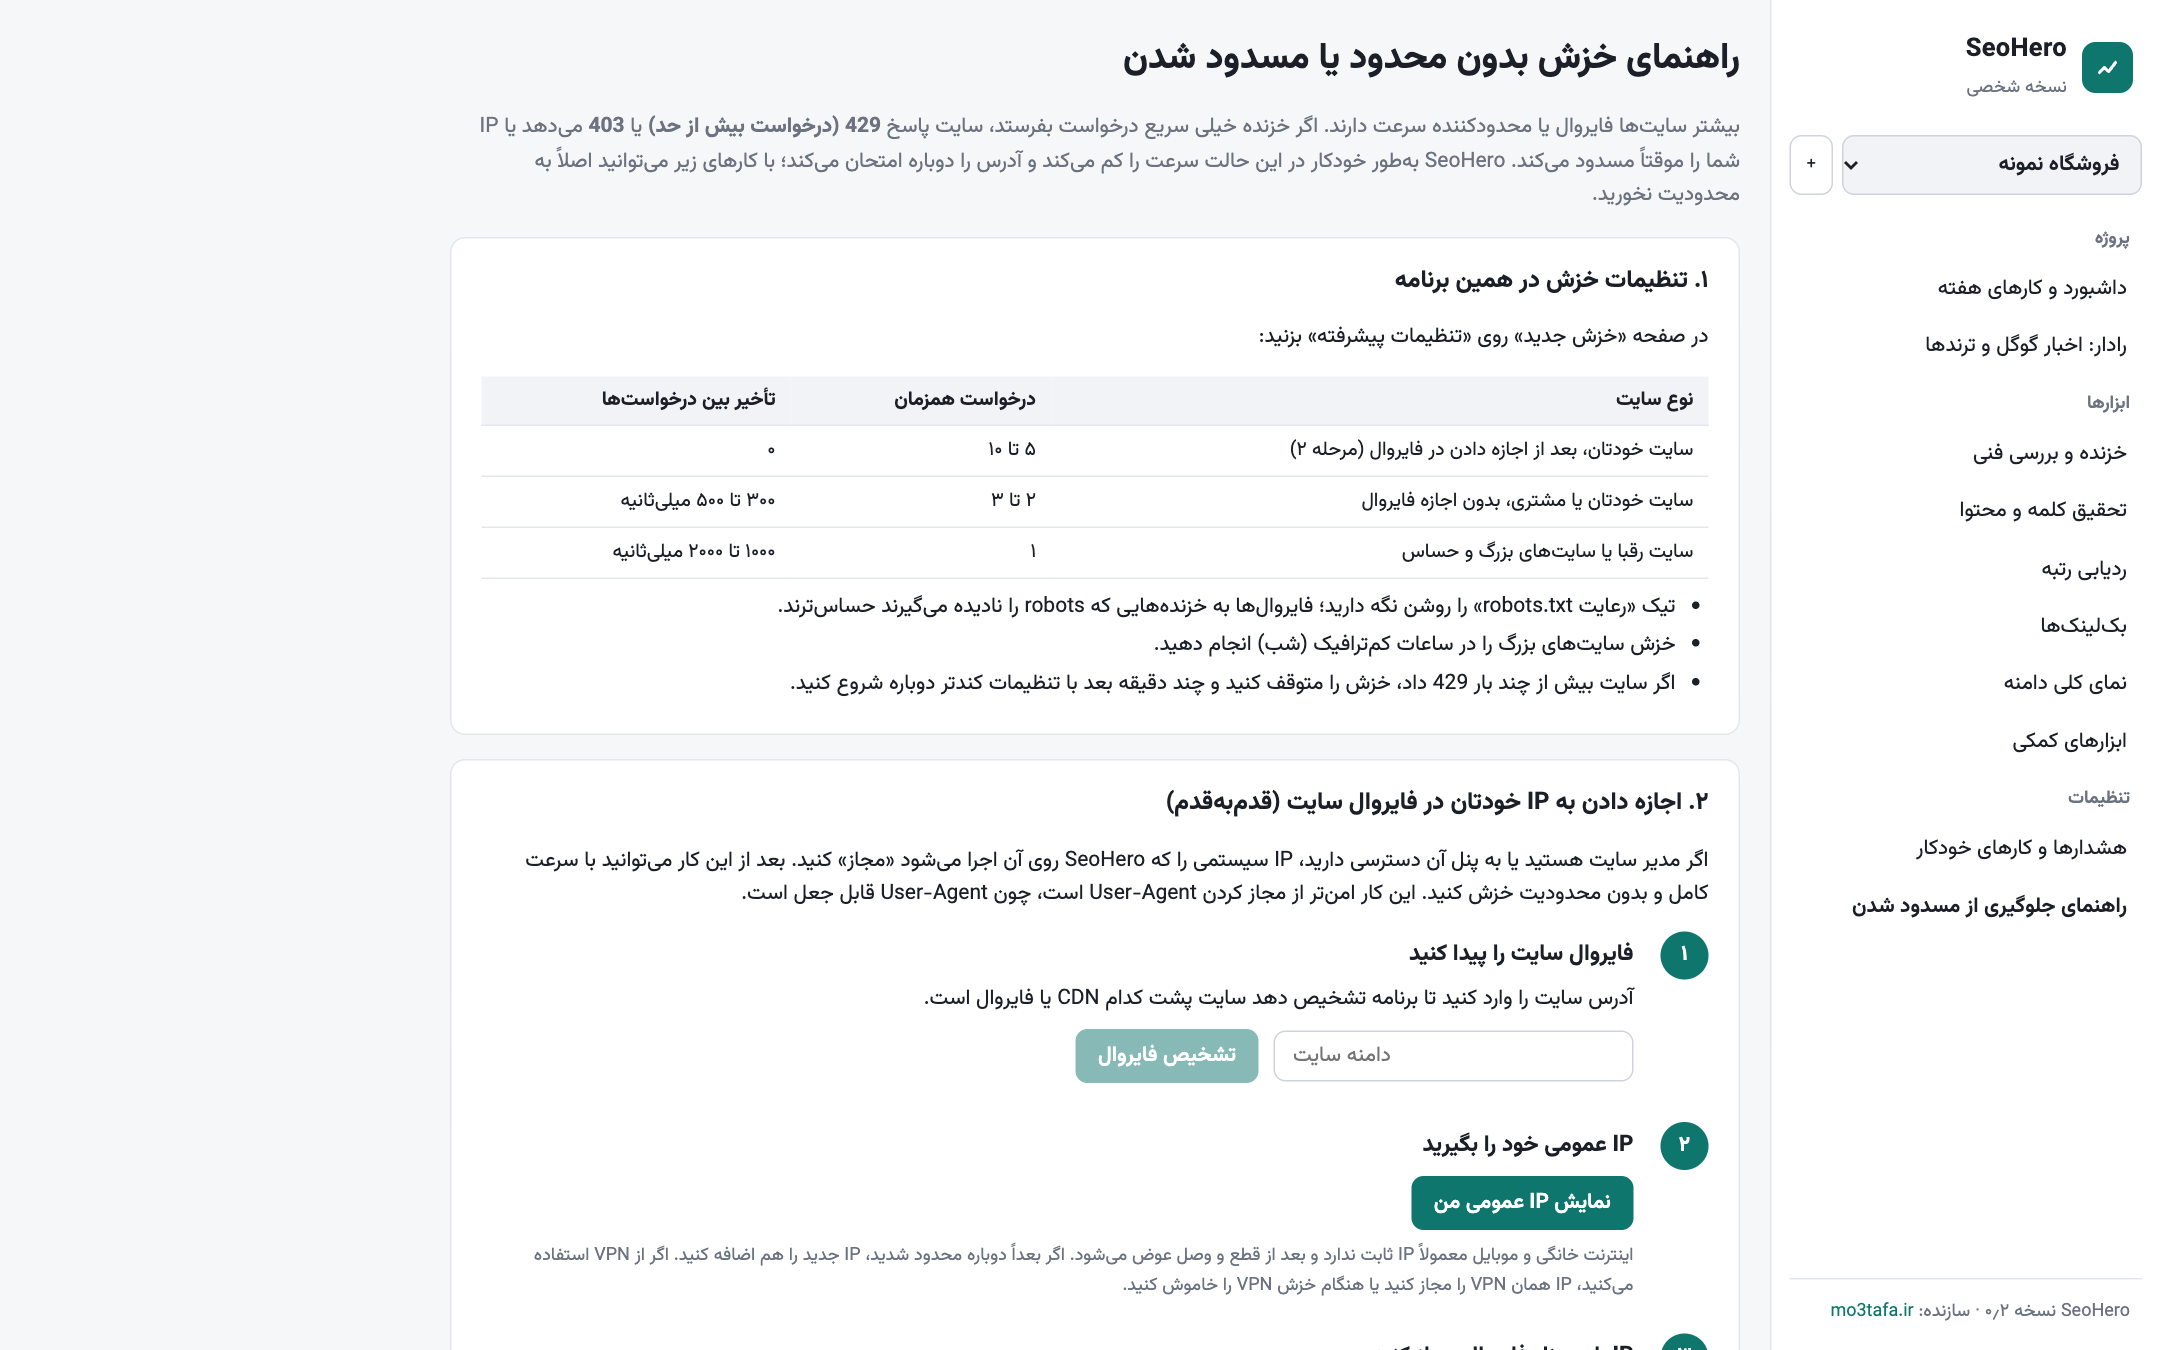 SeoHero
نسخه شخصی
فروشگاه نمونه
+
پروژه
داشبورد و کارهای هفته
رادار: اخبار گوگل و ترندها
ابزارها
خزنده و بررسی فنی
تحقیق کلمه و محتوا
ردیابی رتبه
بک‌لینک‌ها
نمای کلی دامنه
ابزارهای کمکی
تنظیمات
هشدارها و کارهای خودکار
راهنمای جلوگیری از مسدود شدن
SeoHero نسخه ۰٫۲ · سازنده: mo3tafa.ir
راهنمای خزش بدون محدود یا مسدود شدن
بیشتر سایت‌ها فایروال یا محدودکننده سرعت دارند. اگر خزنده خیلی سریع درخواست بفرستد، سایت پاسخ 429 (درخواست بیش از حد) یا 403 می‌دهد یا IP
شما را موقتاً مسدود می‌کند. SeoHero به‌طور خودکار در این حالت سرعت را کم می‌کند و آدرس را دوباره امتحان می‌کند؛ با کارهای زیر می‌توانید اصلاً به
محدودیت نخورید.
۱. تنظیمات خزش در همین برنامه
در صفحه «خزش جدید» روی «تنظیمات پیشرفته» بزنید:
نوع سایت	درخواست همزمان	تأخیر بین درخواست‌ها
سایت خودتان، بعد از اجازه دادن در فایروال (مرحله ۲)	۵ تا ۱۰	۰
سایت خودتان یا مشتری، بدون اجازه فایروال	۲ تا ۳	۳۰۰ تا ۵۰۰ میلی‌ثانیه
سایت رقبا یا سایت‌های بزرگ و حساس	۱	۱۰۰۰ تا ۲۰۰۰ میلی‌ثانیه
• تیک «رعایت robots.txt» را روشن نگه دارید؛ فایروال‌ها به خزنده‌هایی که robots را نادیده می‌گیرند حساس‌ترند.
• خزش سایت‌های بزرگ را در ساعات کم‌ترافیک (شب) انجام دهید.
• اگر سایت بیش از چند بار 429 داد، خزش را متوقف کنید و چند دقیقه بعد با تنظیمات کندتر دوباره شروع کنید.
۲. اجازه دادن به IP خودتان در فایروال سایت (قدم‌به‌قدم)
اگر مدیر سایت هستید یا به پنل آن دسترسی دارید، IP سیستمی را که SeoHero روی آن اجرا می‌شود «مجاز» کنید. بعد از این کار می‌توانید با سرعت
کامل و بدون محدودیت خزش کنید. این کار امن‌تر از مجاز کردن User-Agent است، چون User-Agent قابل جعل است.
۱
فایروال سایت را پیدا کنید
آدرس سایت را وارد کنید تا برنامه تشخیص دهد سایت پشت کدام CDN یا فایروال است.
دامنه سایت
تشخیص فایروال
۲
IP عمومی خود را بگیرید
نمایش IP عمومی من
اینترنت خانگی و موبایل معمولاً IP ثابت ندارد و بعد از قطع و وصل عوض می‌شود. اگر بعداً دوباره محدود شدید، IP جدید را هم اضافه کنید. اگر از VPN استفاده
می‌کنید، IP همان VPN را مجاز کنید یا هنگام خزش VPN را خاموش کنید.